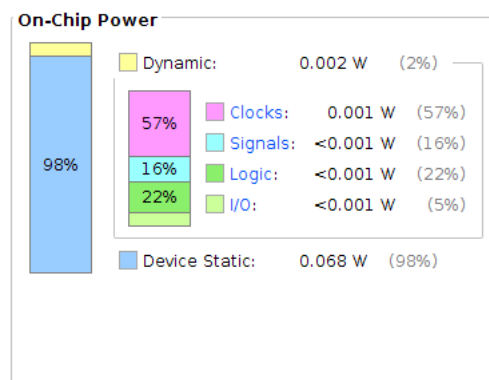 On-Chip Power
Dynamic: 0.002 W (2%)
57% Clocks: 0.001 W (57%)
Signals: <0.001 W (16%)
98% 16% Logic: <0.001 W (22%)
22% I/O: <0.001 W (5%)
Device Static: 0.068 W (98%)